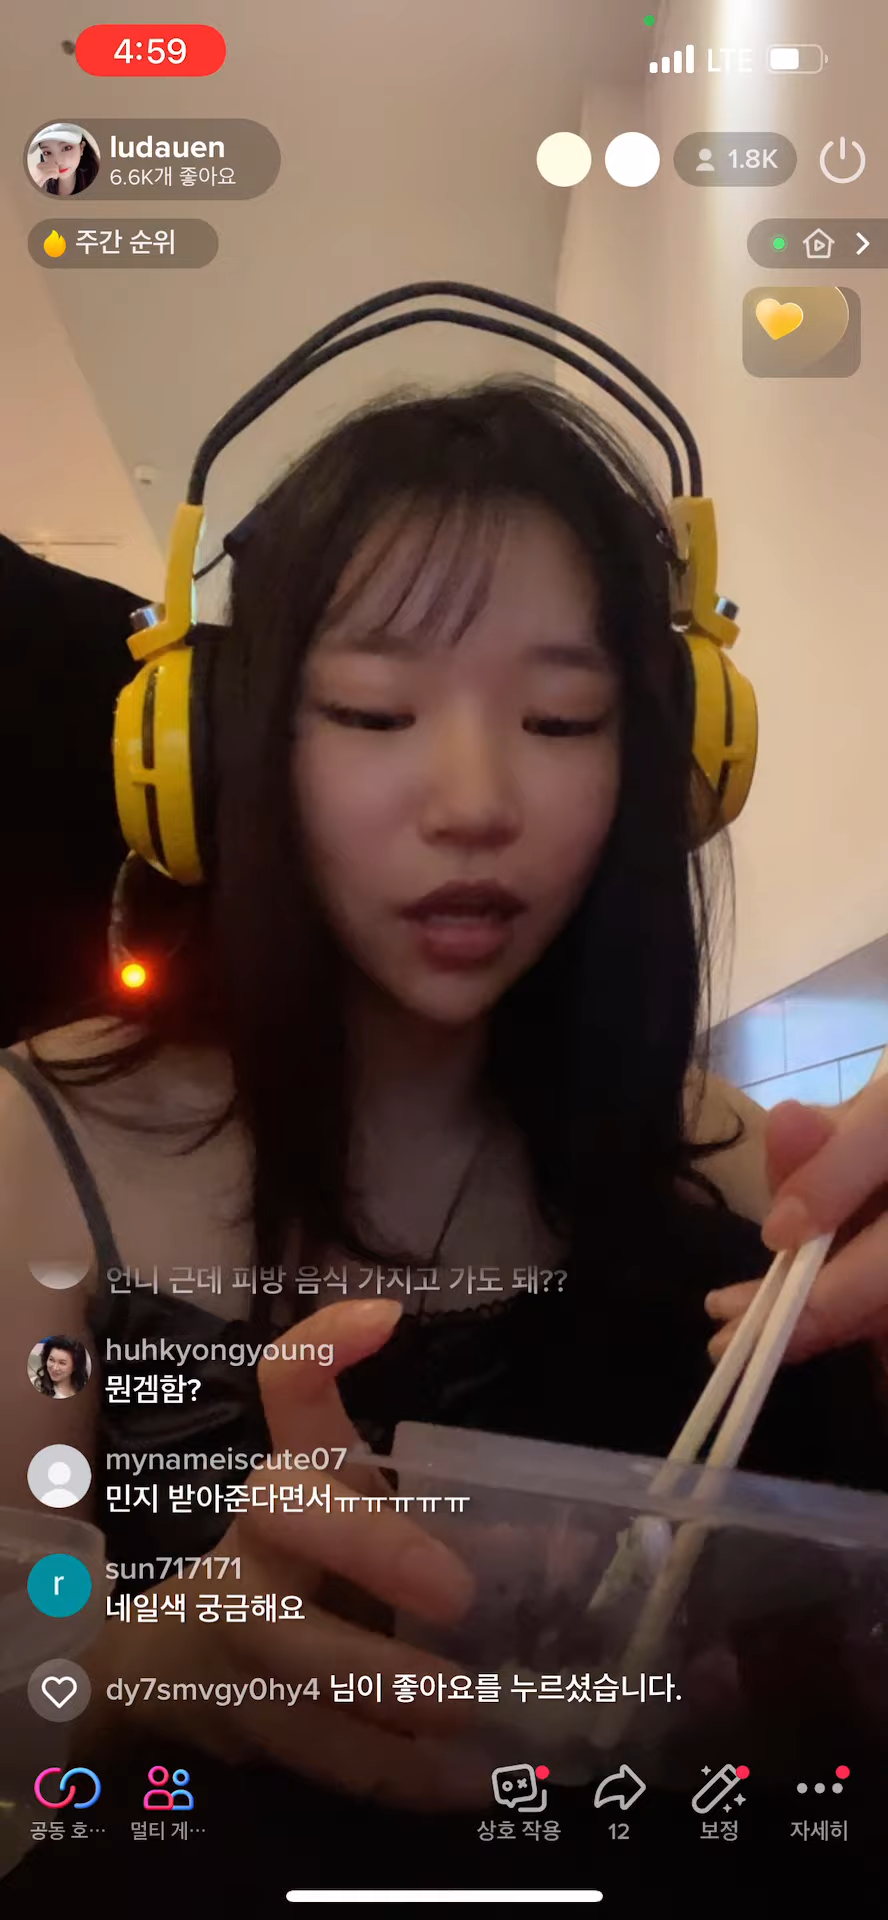 4:59
LTE
ludauen
6.6K개 좋아요
1.8K
주간 순위
언니 근데 피방 음식 가지고 가도 돼??
huhkyongyoung
뭔겜함?
mynameiscute07
민지 받아준다면서ㅠㅠㅠㅠㅠ
r
sun717171
네일색 궁금해요
dy7smvgy0hy4 님이 좋아요를 누르셨습니다.
공동 호…
멀티 게…
상호 작용
12
보정
자세히